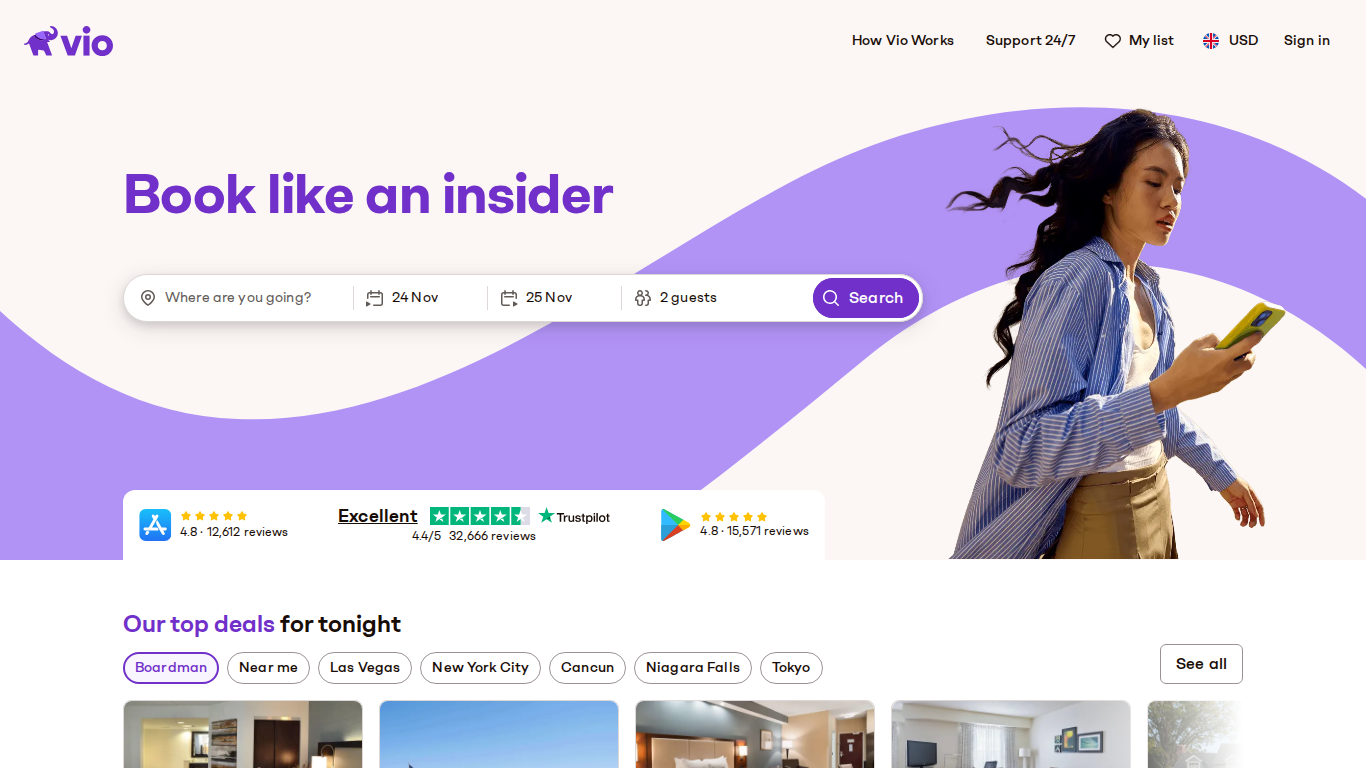 vio
How Vio Works
Support 24/7
My list
USD
Sign in
Book like an insider
Where are you going?
24 Nov
25 Nov
2 guests
Search
4.8 · 12,612 reviews
Excellent
Trustpilot
4.4/5 32,666 reviews
4.8 · 15,571 reviews
Our top deals for tonight
Boardman
Near me
Las Vegas
New York City
Cancun
Niagara Falls
Tokyo
See all